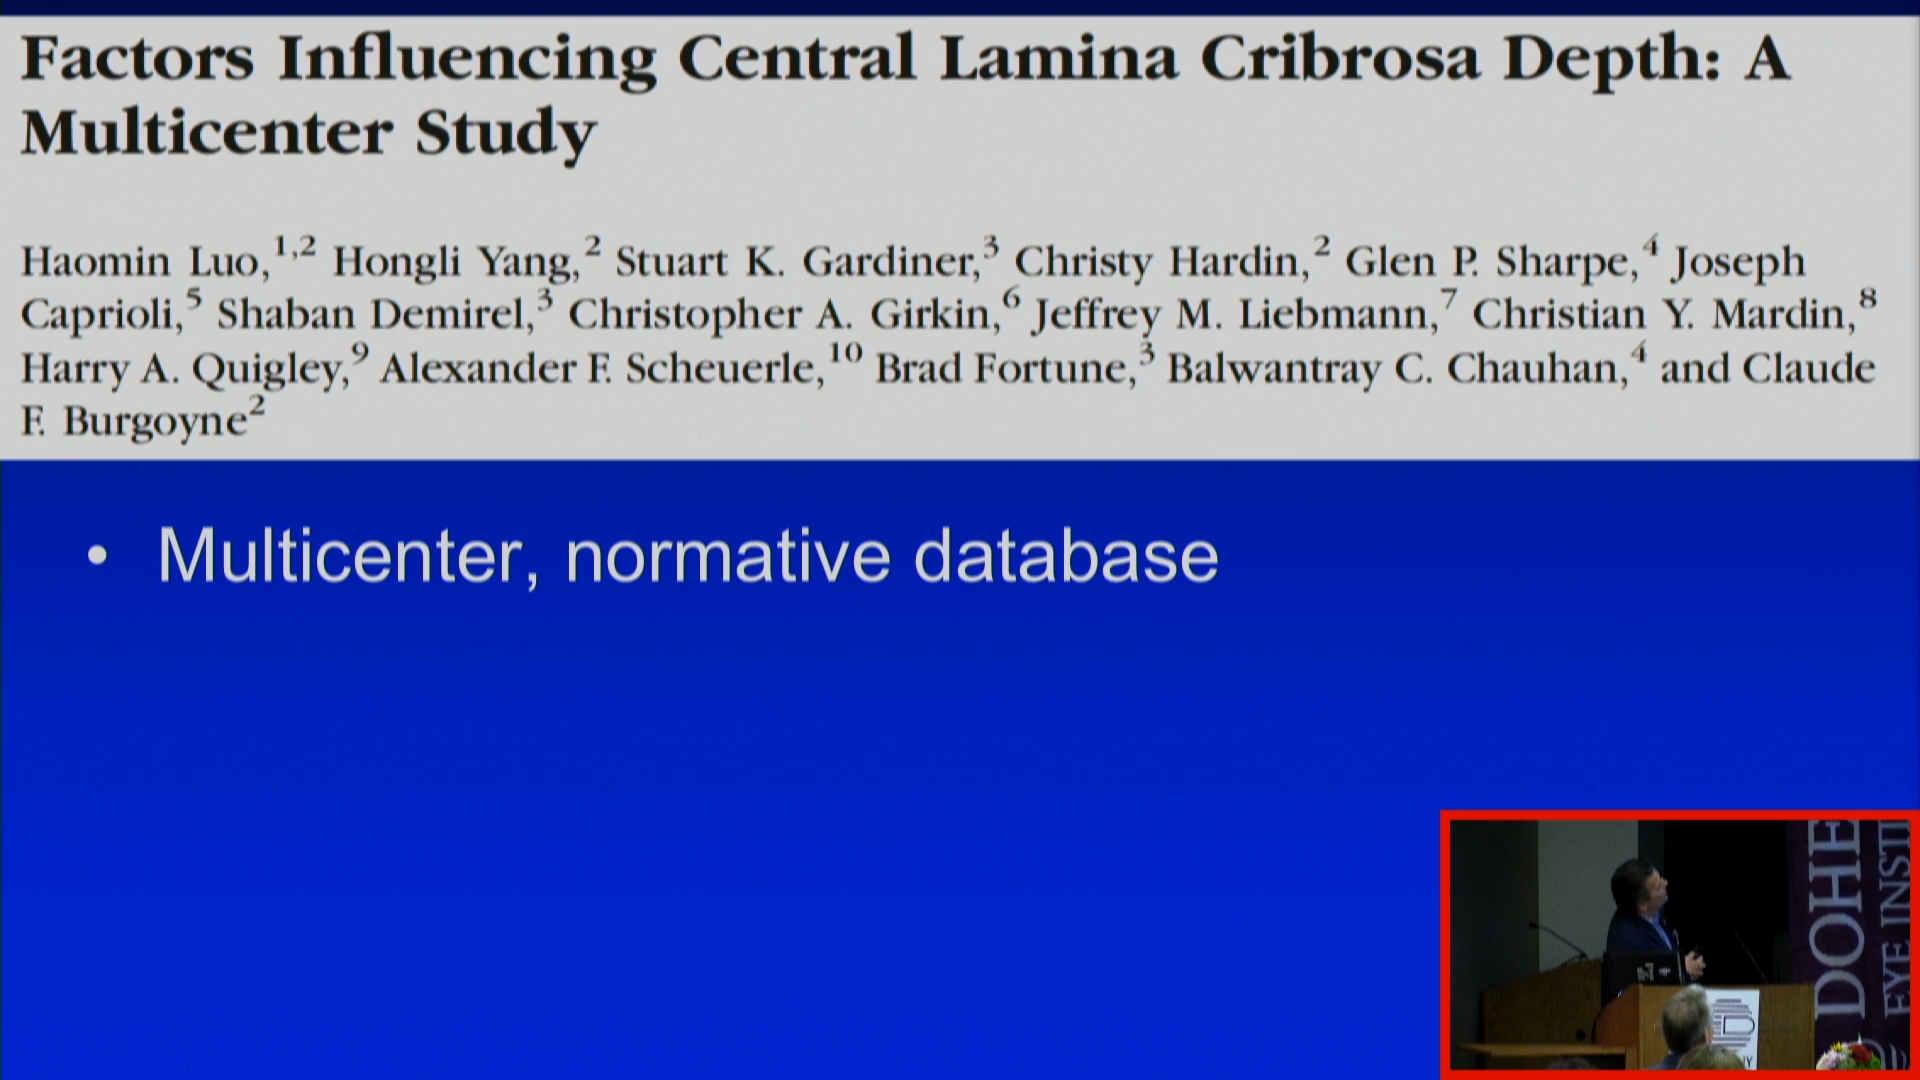 Factors Influencing Central Lamina Cribrosa Depth: A
Multicenter Study
Haomin Luo,1,2 Hongli Yang,2 Stuart K. Gardiner,3 Christy Hardin,2 Glen P. Sharpe,4 Joseph
Caprioli,5 Shaban Demirel,3 Christopher A. Girkin,6 Jeffrey M. Liebmann,7 Christian Y. Mardin,8
Harry A. Quigley,9 Alexander F. Scheuerle,10 Brad Fortune,3 Balwantray C. Chauhan,4 and Claude
F. Burgoyne2
• Multicenter, normative database
DOHE
EYE INSTI